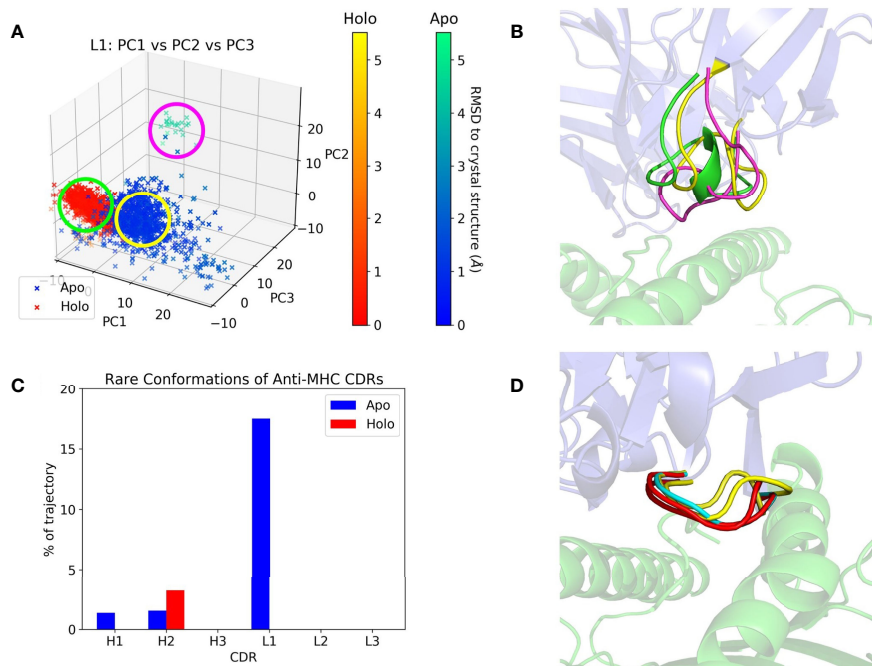 A
L1: PC1 vs PC2 vs PC3
Holo
Apo
20
10
PC2
0
−10
−10
0
10
20
PC1
−10
0
10
20
PC3
Apo
Holo
5
4
3
2
1
0
5
4
3
2
1
0
RMSD to crystal structure (Å)
B
C
Rare Conformations of Anti-MHC CDRs
20
15
10
5
0
% of trajectory
Apo
Holo
H1 H2 H3 L1 L2 L3
CDR
D